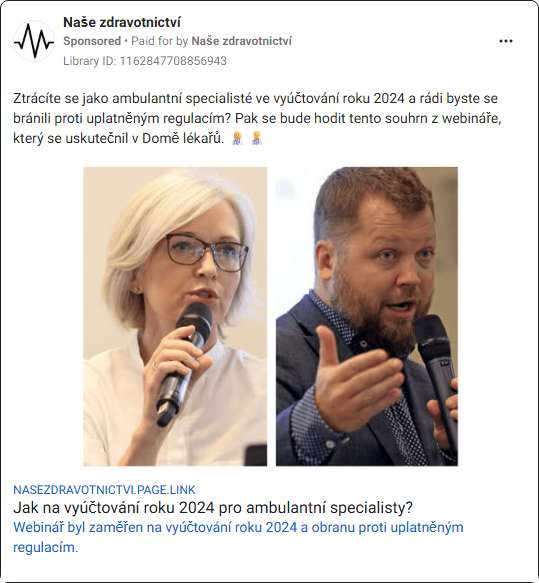 Naše zdravotnictví
Sponsored • Paid for by Naše zdravotnictví
Library ID: 1162847708856943
Ztrácíte se jako ambulantní specialisté ve vyúčtování roku 2024 a rádi byste se
bránili proti uplatněným regulacím? Pak se bude hodit tento souhrn z webináře,
který se uskutečnil v Domě lékařů. 👩‍⚕️👩‍⚕️
NASEZDRAVOTNICTVI.PAGE.LINK
Jak na vyúčtování roku 2024 pro ambulantní specialisty?
Webinář byl zaměřen na vyúčtování roku 2024 a obranu proti uplatněným
regulacím.